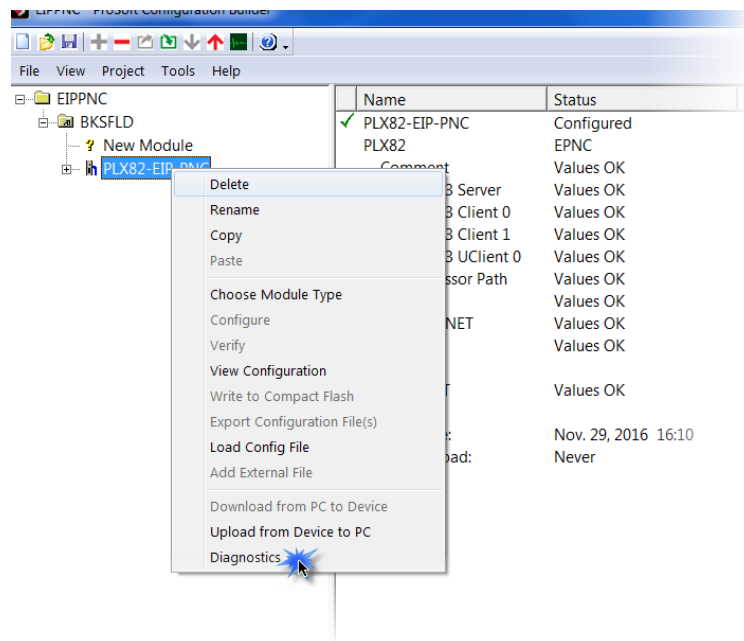 EIPPNC - ProSoft Configuration Builder
File View Project Tools Help
EIPPNC
BKSFLD
New Module
PLX82-EIP-PNC
Delete
Rename
Copy
Paste
Choose Module Type
Configure
Verify
View Configuration
Write to Compact Flash
Export Configuration File(s)
Load Config File
Add External File
Download from PC to Device
Upload from Device to PC
Diagnostics
Name Status
PLX82-EIP-PNC Configured
PLX82 EPNC
Comment Values OK
3 Server Values OK
3 Client 0 Values OK
3 Client 1 Values OK
3 UClient 0 Values OK
ssor Path Values OK
Values OK
NET Values OK
Values OK
T Values OK
: Nov. 29, 2016 16:10
oad: Never